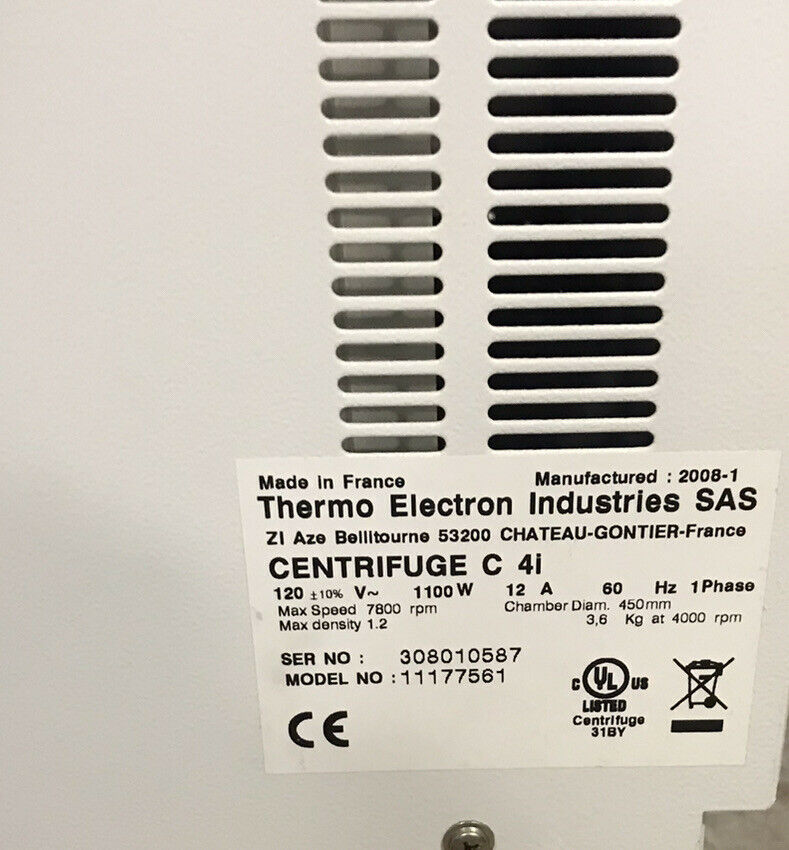 Made in France Manufactured : 2008-1
Thermo Electron Industries SAS
ZI Aze Bellitourne 53200 CHATEAU-GONTIER-France
CENTRIFUGE C 4i
120 ±10% V~ 1100 W 12 A 60 Hz 1 Phase
Max Speed 7800 rpm Chamber Diam. 450mm
Max density 1.2 3,6 Kg at 4000 rpm
SER NO : 308010587
MODEL NO : 11177561
C UL US
LISTED
Centrifuge
31BY
CE